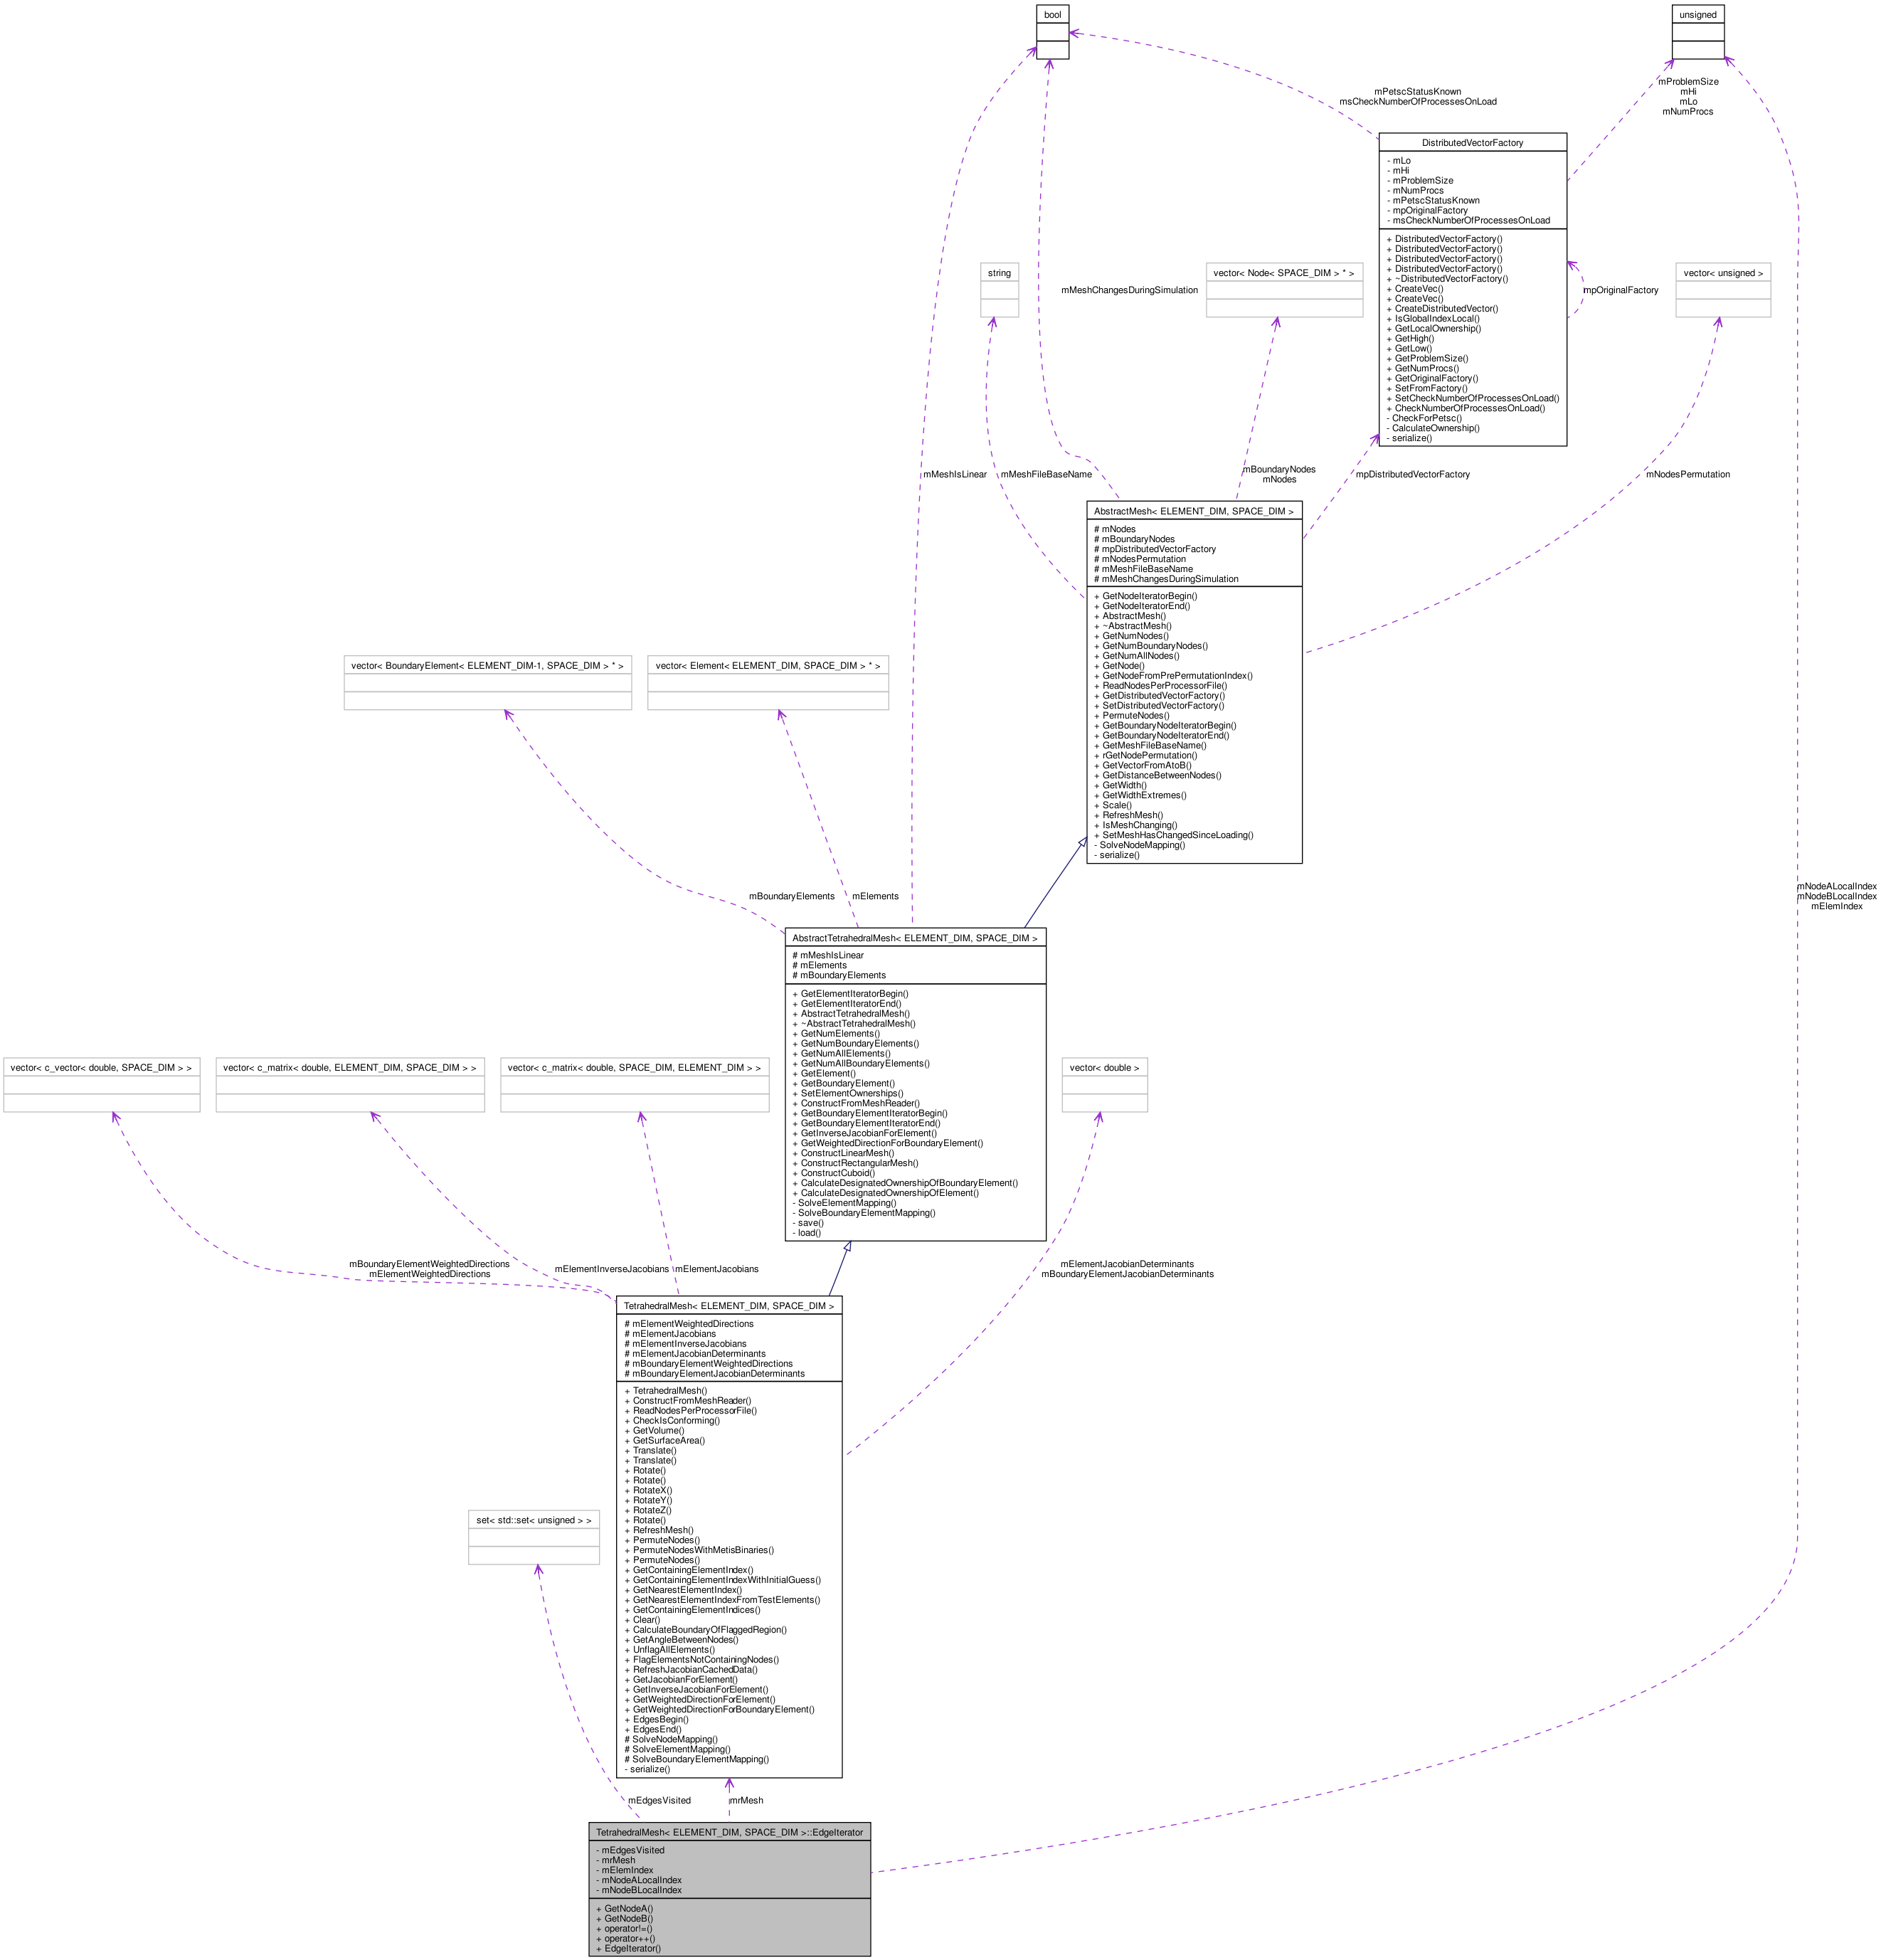 bool
unsigned
mProblemSize
mHi
mLo
mNumProcs
mPetscStatusKnown
msCheckNumberOfProcessesOnLoad
DistributedVectorFactory
- mLo
- mHi
- mProblemSize
- mNumProcs
- mPetscStatusKnown
- mpOriginalFactory
- msCheckNumberOfProcessesOnLoad
+ DistributedVectorFactory()
+ DistributedVectorFactory()
+ DistributedVectorFactory()
+ DistributedVectorFactory()
+ ~DistributedVectorFactory()
+ CreateVec()
+ CreateVec()
+ CreateDistributedVector()
+ IsGlobalIndexLocal()
+ GetLocalOwnership()
+ GetHigh()
+ GetLow()
+ GetProblemSize()
+ GetNumProcs()
+ GetOriginalFactory()
+ SetFromFactory()
+ SetCheckNumberOfProcessesOnLoad()
+ CheckNumberOfProcessesOnLoad()
- CheckForPetsc()
- CalculateOwnership()
- serialize()
string
mMeshChangesDuringSimulation
vector< Node< SPACE_DIM > * >
mpOriginalFactory
vector< unsigned >
mMeshIsLinear
mMeshFileBaseName
mBoundaryNodes
mNodes
mpDistributedVectorFactory
mNodesPermutation
AbstractMesh< ELEMENT_DIM, SPACE_DIM >
# mNodes
# mBoundaryNodes
# mpDistributedVectorFactory
# mNodesPermutation
# mMeshFileBaseName
# mMeshChangesDuringSimulation
+ GetNodeIteratorBegin()
+ GetNodeIteratorEnd()
+ AbstractMesh()
+ ~AbstractMesh()
+ GetNumNodes()
+ GetNumBoundaryNodes()
+ GetNumAllNodes()
+ GetNode()
+ GetNodeFromPrePermutationIndex()
+ ReadNodesPerProcessorFile()
+ GetDistributedVectorFactory()
+ SetDistributedVectorFactory()
+ PermuteNodes()
+ GetBoundaryNodeIteratorBegin()
+ GetBoundaryNodeIteratorEnd()
+ GetMeshFileBaseName()
+ rGetNodePermutation()
+ GetVectorFromAtoB()
+ GetDistanceBetweenNodes()
+ GetWidth()
+ GetWidthExtremes()
+ Scale()
+ RefreshMesh()
+ IsMeshChanging()
+ SetMeshHasChangedSinceLoading()
- SolveNodeMapping()
- serialize()
vector< BoundaryElement< ELEMENT_DIM-1, SPACE_DIM > * >
vector< Element< ELEMENT_DIM, SPACE_DIM > * >
mBoundaryElements
mElements
mNodeALocalIndex
mNodeBLocalIndex
mElemIndex
AbstractTetrahedralMesh< ELEMENT_DIM, SPACE_DIM >
# mMeshIsLinear
# mElements
# mBoundaryElements
+ GetElementIteratorBegin()
+ GetElementIteratorEnd()
+ AbstractTetrahedralMesh()
+ ~AbstractTetrahedralMesh()
+ GetNumElements()
+ GetNumBoundaryElements()
+ GetNumAllElements()
+ GetNumAllBoundaryElements()
+ GetElement()
+ GetBoundaryElement()
+ SetElementOwnerships()
+ ConstructFromMeshReader()
+ GetBoundaryElementIteratorBegin()
+ GetBoundaryElementIteratorEnd()
+ GetInverseJacobianForElement()
+ GetWeightedDirectionForBoundaryElement()
+ ConstructLinearMesh()
+ ConstructRectangularMesh()
+ ConstructCuboid()
+ CalculateDesignatedOwnershipOfBoundaryElement()
+ CalculateDesignatedOwnershipOfElement()
- SolveElementMapping()
- SolveBoundaryElementMapping()
- save()
- load()
vector< c_vector< double, SPACE_DIM > >
vector< c_matrix< double, ELEMENT_DIM, SPACE_DIM > >
vector< c_matrix< double, SPACE_DIM, ELEMENT_DIM > >
vector< double >
mBoundaryElementWeightedDirections
mElementWeightedDirections
mElementInverseJacobians
mElementJacobians
mElementJacobianDeterminants
mBoundaryElementJacobianDeterminants
TetrahedralMesh< ELEMENT_DIM, SPACE_DIM >
# mElementWeightedDirections
# mElementJacobians
# mElementInverseJacobians
# mElementJacobianDeterminants
# mBoundaryElementWeightedDirections
# mBoundaryElementJacobianDeterminants
+ TetrahedralMesh()
+ ConstructFromMeshReader()
+ ReadNodesPerProcessorFile()
+ CheckIsConforming()
+ GetVolume()
+ GetSurfaceArea()
+ Translate()
+ Translate()
+ Rotate()
+ Rotate()
+ RotateX()
+ RotateY()
+ RotateZ()
+ Rotate()
+ RefreshMesh()
+ PermuteNodes()
+ PermuteNodesWithMetisBinaries()
+ PermuteNodes()
+ GetContainingElementIndex()
+ GetContainingElementIndexWithInitialGuess()
+ GetNearestElementIndex()
+ GetNearestElementIndexFromTestElements()
+ GetContainingElementIndices()
+ Clear()
+ CalculateBoundaryOfFlaggedRegion()
+ GetAngleBetweenNodes()
+ UnflagAllElements()
+ FlagElementsNotContainingNodes()
+ RefreshJacobianCachedData()
+ GetJacobianForElement()
+ GetInverseJacobianForElement()
+ GetWeightedDirectionForElement()
+ GetWeightedDirectionForBoundaryElement()
+ EdgesBegin()
+ EdgesEnd()
# SolveNodeMapping()
# SolveElementMapping()
# SolveBoundaryElementMapping()
- serialize()
set< std::set< unsigned > >
mEdgesVisited
mrMesh
TetrahedralMesh< ELEMENT_DIM, SPACE_DIM >::EdgeIterator
- mEdgesVisited
- mrMesh
- mElemIndex
- mNodeALocalIndex
- mNodeBLocalIndex
+ GetNodeA()
+ GetNodeB()
+ operator!=()
+ operator++()
+ EdgeIterator()